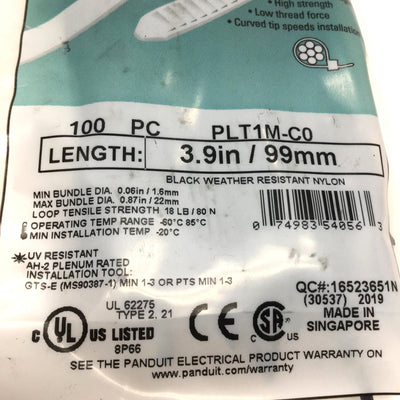 • High strength
• Low thread force
• Curved tip speeds installation
100 PC PLT1M-C0
LENGTH: 3.9in / 99mm
BLACK WEATHER RESISTANT NYLON
MIN BUNDLE DIA. 0.06in / 1.6mm
MAX BUNDLE DIA. 0.87in / 22mm
LOOP TENSILE STRENGTH 18 LB / 80 N
OPERATING TEMP RANGE -60°C 85°C
MIN INSTALLATION TEMP -20°C
0 74983 54056 3
UV RESISTANT
AH-2 PLENUM RATED
INSTALLATION TOOL:
GTS-E (MS90387-1) MIN 1-3 OR PTS MIN 1-3
QC#:16523651N
(30537) 2019
UL 62275
TYPE 2, 21
MADE IN
SINGAPORE
C UL US LISTED
8P66
CE
SA
SEE THE PANDUIT ELECTRICAL PRODUCT WARRANTY ON
www.panduit.com/warranty